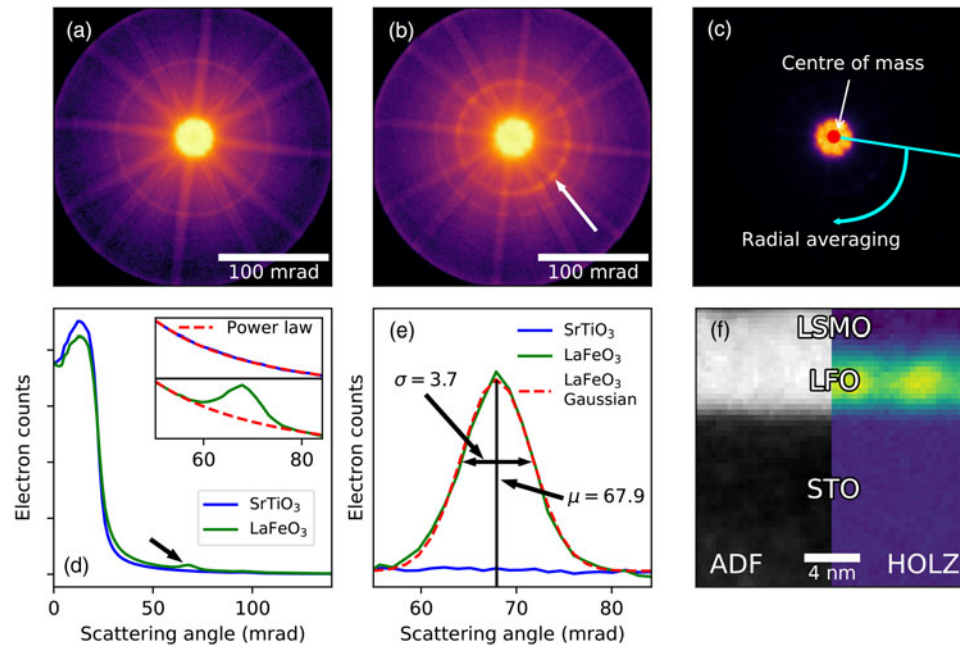 (a)
100 mrad
(b)
100 mrad
(c)
Centre of mass
Radial averaging
Electron counts
Power law
60
80
SrTiO₃
LaFeO₃
(d)
0
50
100
Scattering angle (mrad)
(e)
Electron counts
SrTiO₃
LaFeO₃
LaFeO₃
Gaussian
σ = 3.7
μ = 67.9
60
70
80
Scattering angle (mrad)
(f)
LSMO
LFO
STO
ADF
4 nm
HOLZ